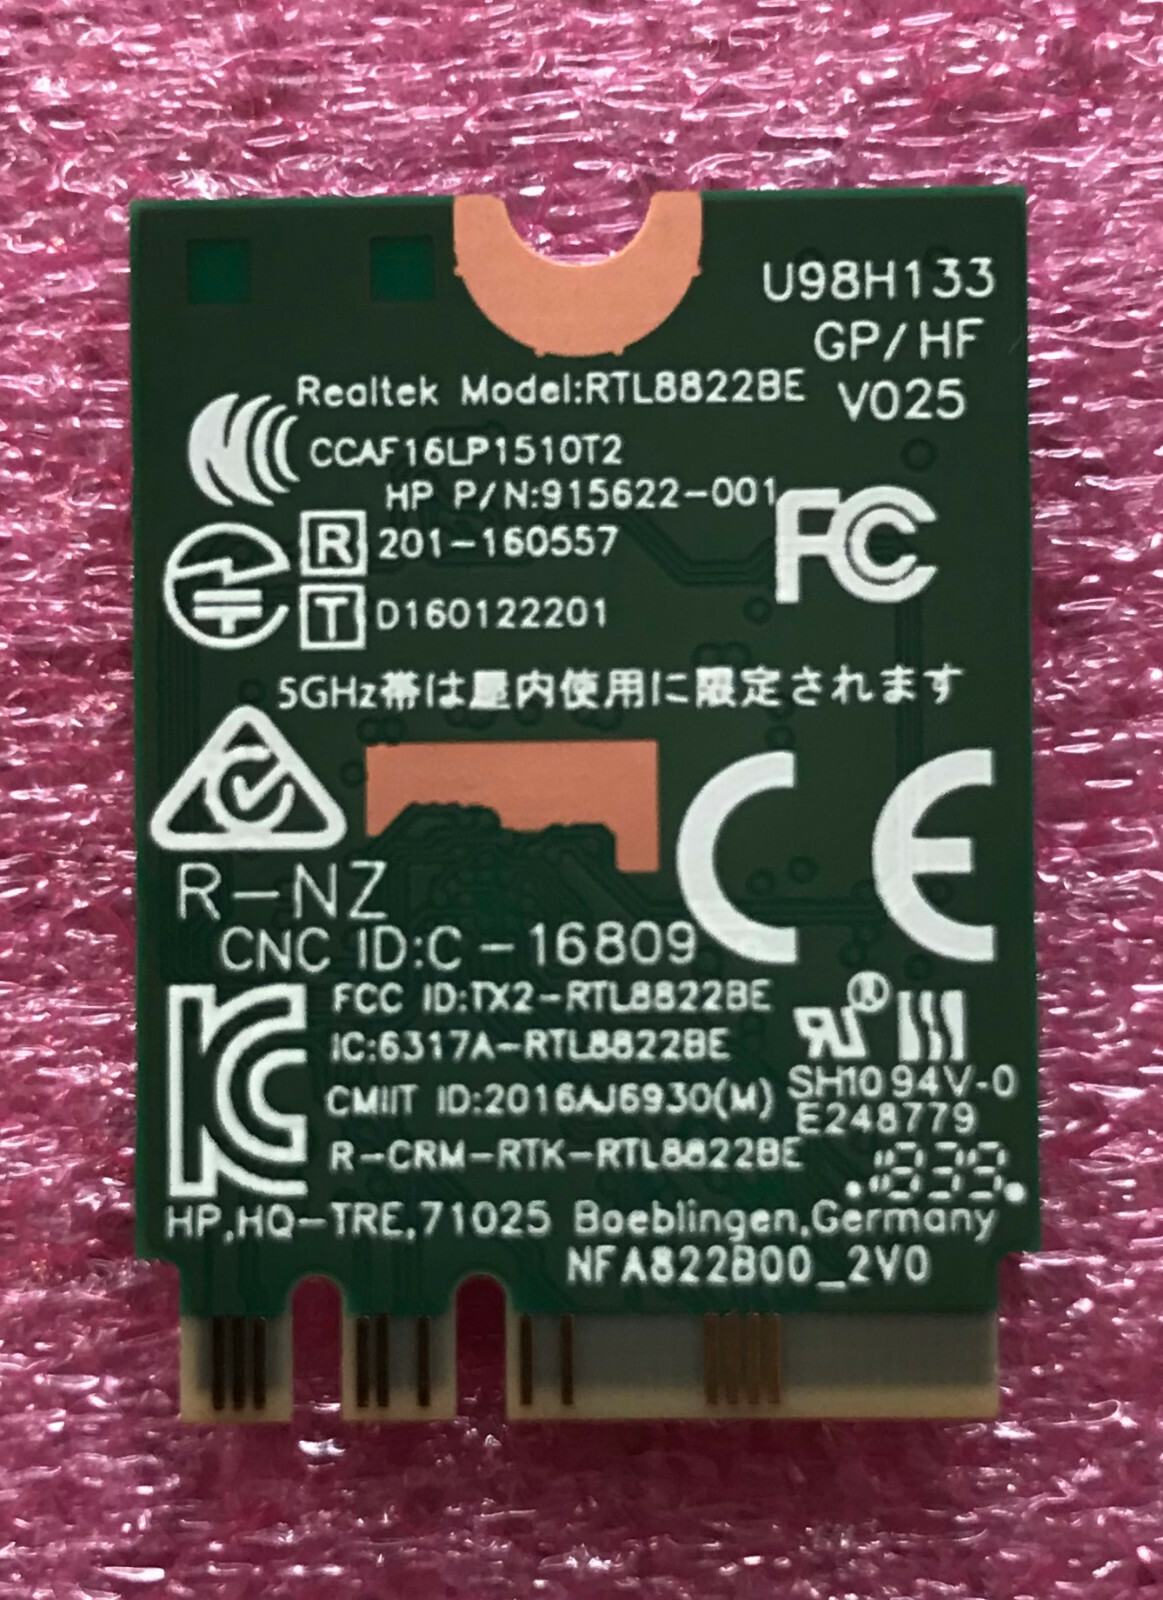 U98H133
GP/HF
Realtek Model:RTL8822BE V025
CCAF16LP1510T2
HP P/N:915622-001
FC
R 201-160557
T D160122201
5GHz帯は屋内使用に限定されます
CE
R-NZ
CNC ID:C-16809
FCC ID:TX2-RTL8822BE
IC:6317A-RTL8822BE
CMIIT ID:2016AJ6930(M) SH1094V-0
E248779
R-CRM-RTK-RTL8822BE
HP,HQ-TRE,71025 Boeblingen,Germany
NFA822B00_2V0